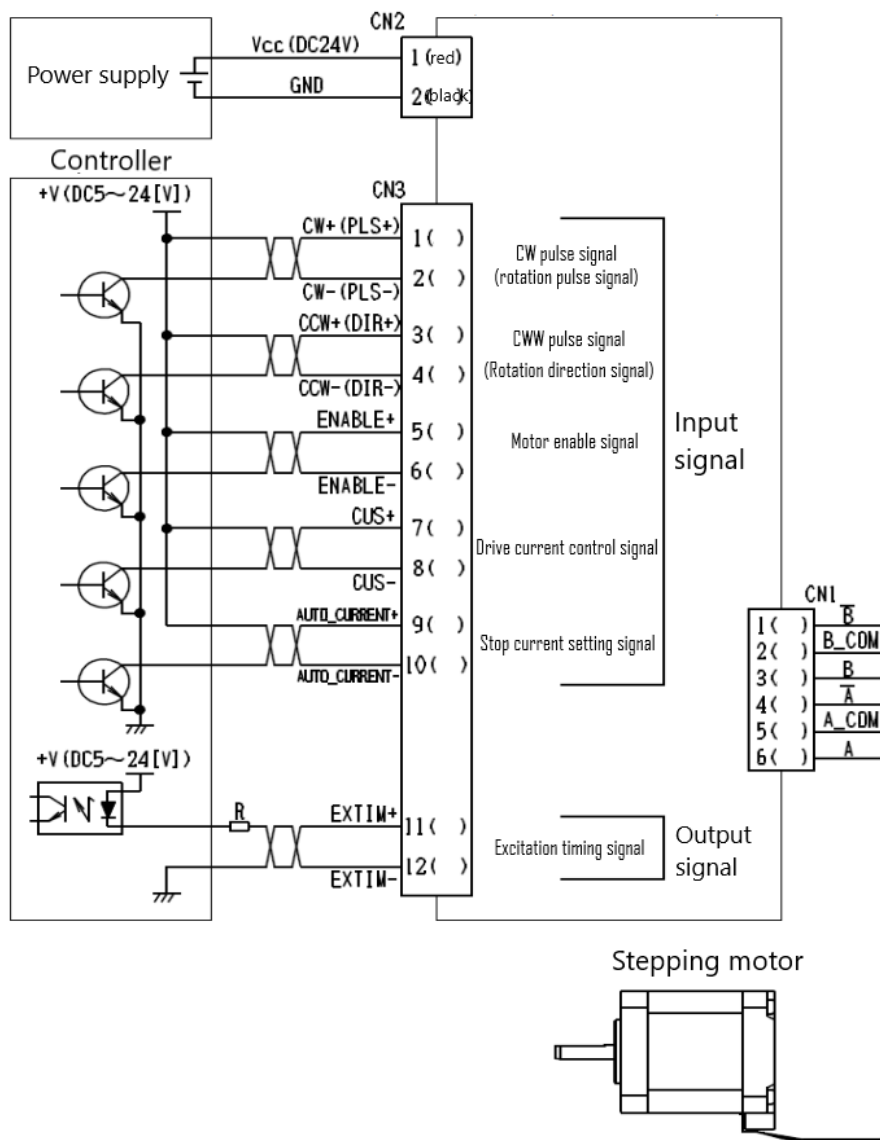 CN2
Vcc(DC24V)
1(red)
Power supply
GND
2(black)
Controller
+V(DC5~24[V])
CN3
CW+(PLS+)
1( )
CW pulse signal
(rotation pulse signal)
2( )
CW-(PLS-)
CCW+(DIR+)
3( )
CWW pulse signal
4( )
(Rotation direction signal)
CCW-(DIR-)
ENABLE+
5( )
Motor enable signal
Input
signal
6( )
ENABLE-
CUS+
7( )
Drive current control signal
8( )
CUS-
CN1
AUTO_CURRENT+
9( )
Stop current setting signal
10( )
AUTO_CURRENT-
1( ) B̅
2( ) B_COM
3( ) B
4( ) A̅
5( ) A_COM
6( ) A
+V(DC5~24[V])
R
EXTIM+
11( )
Excitation timing signal
Output
signal
12( )
EXTIM-
Stepping motor